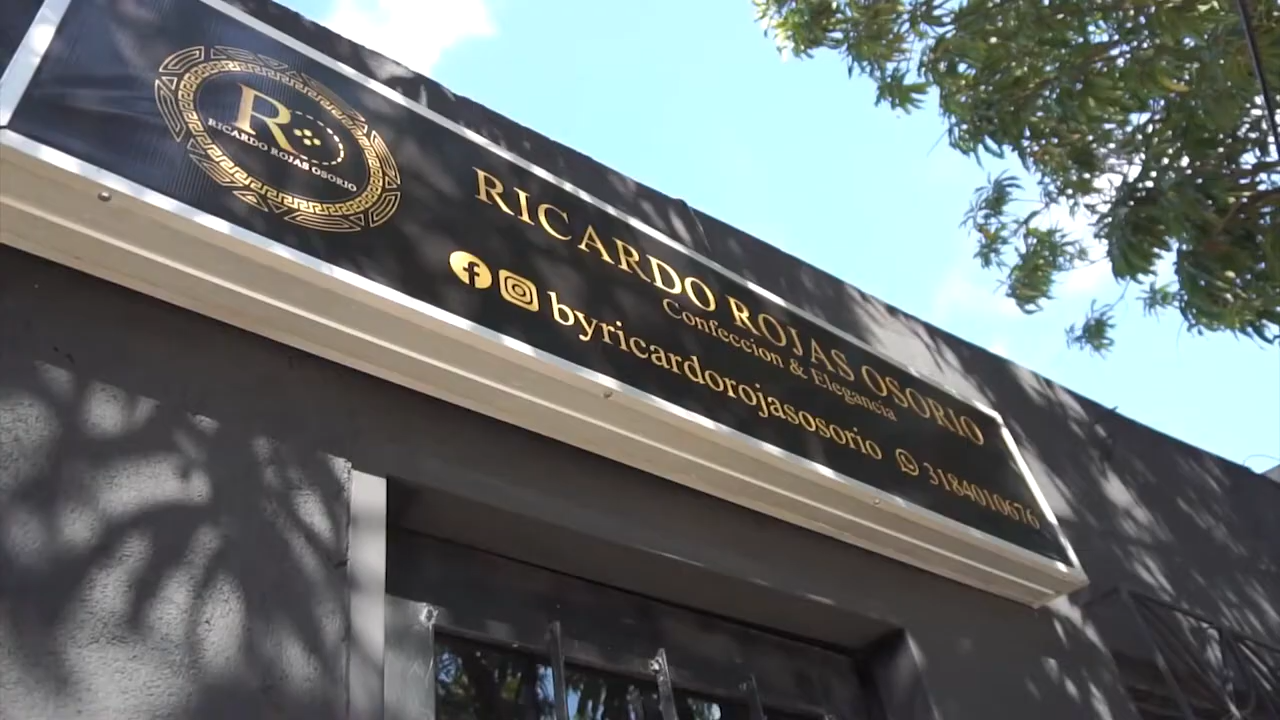 R
RICARDO ROJAS OSORIO
RICARDO ROJAS OSORIO
Confeccion & Elegancia
byricardorojasosorio 3184010676